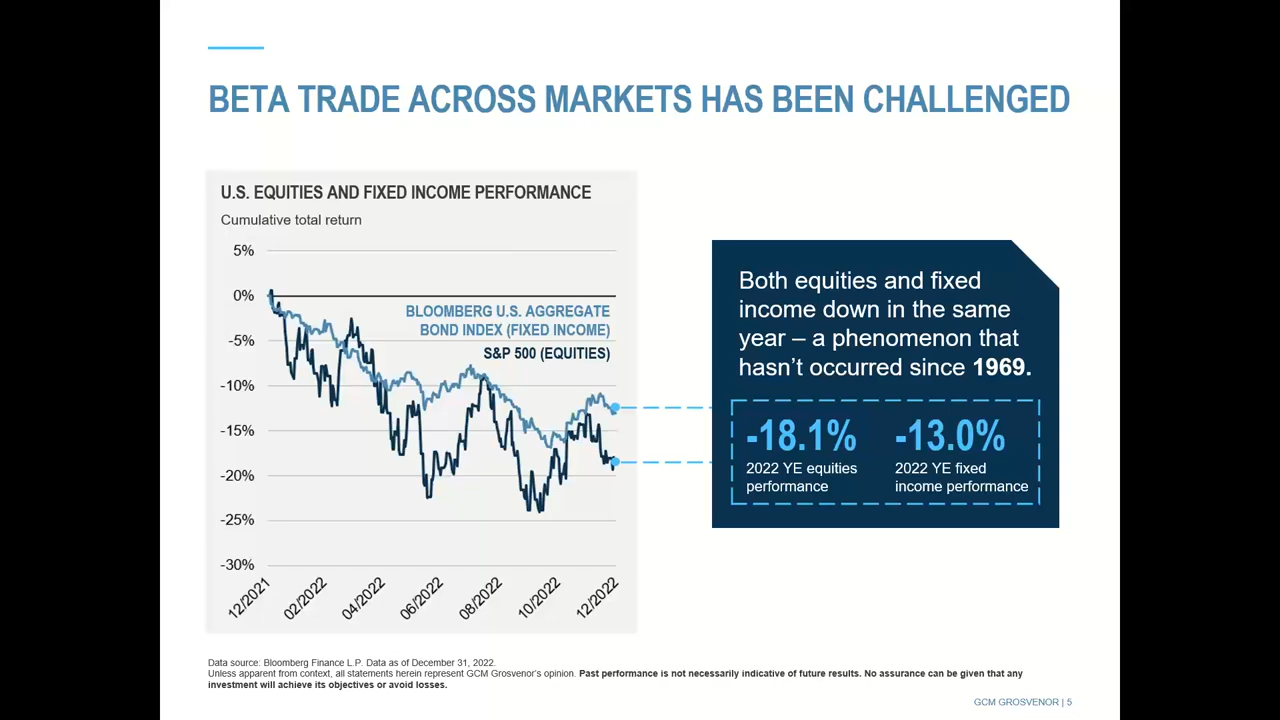 BETA TRADE ACROSS MARKETS HAS BEEN CHALLENGED
U.S. EQUITIES AND FIXED INCOME PERFORMANCE
Cumulative total return
5%
0%
-5%
-10%
-15%
-20%
-25%
-30%
BLOOMBERG U.S. AGGREGATE
BOND INDEX (FIXED INCOME)
S&P 500 (EQUITIES)
12/2021
02/2022
04/2022
06/2022
08/2022
10/2022
12/2022
Both equities and fixed
income down in the same
year – a phenomenon that
hasn't occurred since 1969.
-18.1%
2022 YE equities
performance
-13.0%
2022 YE fixed
income performance
Data source: Bloomberg Finance L.P. Data as of December 31, 2022.
Unless apparent from context, all statements herein represent GCM Grosvenor's opinion. Past performance is not necessarily indicative of future results. No assurance can be given that any
investment will achieve its objectives or avoid losses.
GCM GROSVENOR | 5